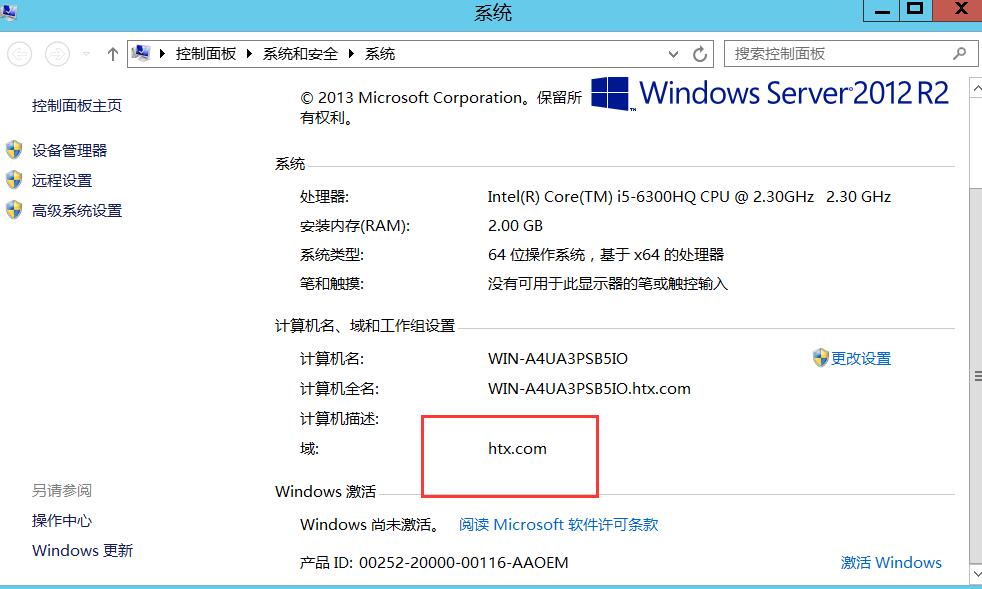 系统
控制面板 系统和安全 系统
搜索控制面板
控制面板主页
设备管理器
远程设置
高级系统设置
另请参阅
操作中心
Windows 更新
© 2013 Microsoft Corporation。保留所
有权利。
Windows Server 2012 R2
系统
处理器: Intel(R) Core(TM) i5-6300HQ CPU @ 2.30GHz 2.30 GHz
安装内存(RAM): 2.00 GB
系统类型: 64 位操作系统，基于 x64 的处理器
笔和触摸: 没有可用于此显示器的笔或触控输入
计算机名、域和工作组设置
计算机名: WIN-A4UA3PSB5IO 更改设置
计算机全名: WIN-A4UA3PSB5IO.htx.com
计算机描述:
域: htx.com
Windows 激活
Windows 尚未激活。 阅读 Microsoft 软件许可条款
产品 ID: 00252-20000-00116-AAOEM 激活 Windows